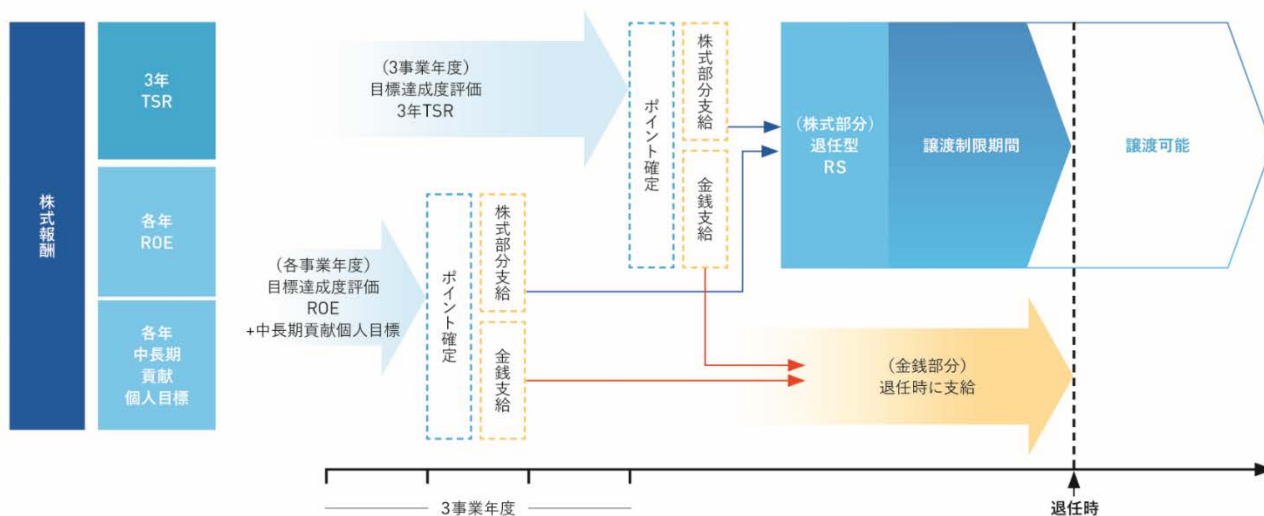 株式報酬
3年
TSR
各年
ROE
各年
中長期
貢献
個人目標
（3事業年度）
目標達成度評価
3年TSR
（各事業年度）
目標達成度評価
ROE
+中長期貢献個人目標
ポイント確定
株式部分支給
金銭支給
ポイント確定
株式部分支給
金銭支給
（株式部分）
退任型
RS
譲渡制限期間
譲渡可能
（金銭部分）
退任時に支給
3事業年度
退任時